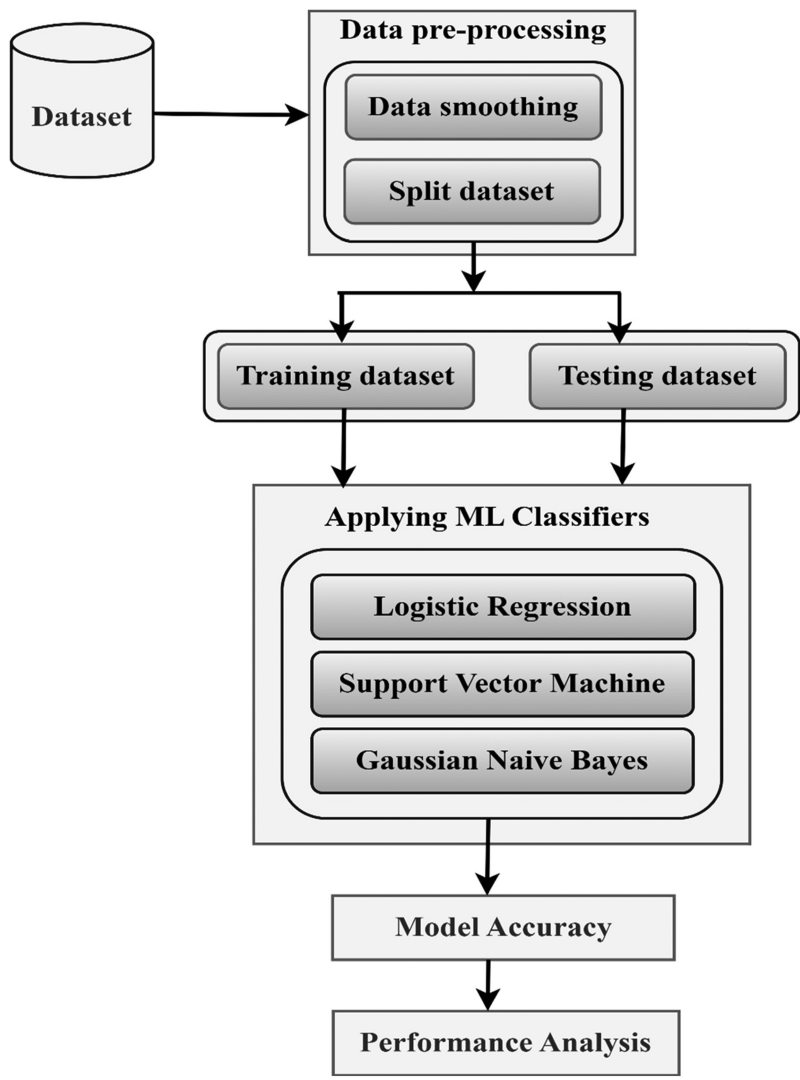 Data pre-processing
Dataset
Data smoothing
Split dataset
Training dataset
Testing dataset
Applying ML Classifiers
Logistic Regression
Support Vector Machine
Gaussian Naive Bayes
Model Accuracy
Performance Analysis